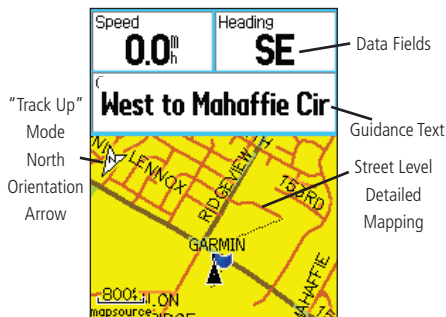 Speed
0.0 m h
Heading
SE
Data Fields
West to Mahaffie Cir
Guidance Text
"Track Up"
Mode
North
Orientation
Arrow
N
LENNOX
RIDGEVIEW
153RD
Street Level
Detailed
Mapping
GARMIN
MAHAFFIE
800ft
mapsource